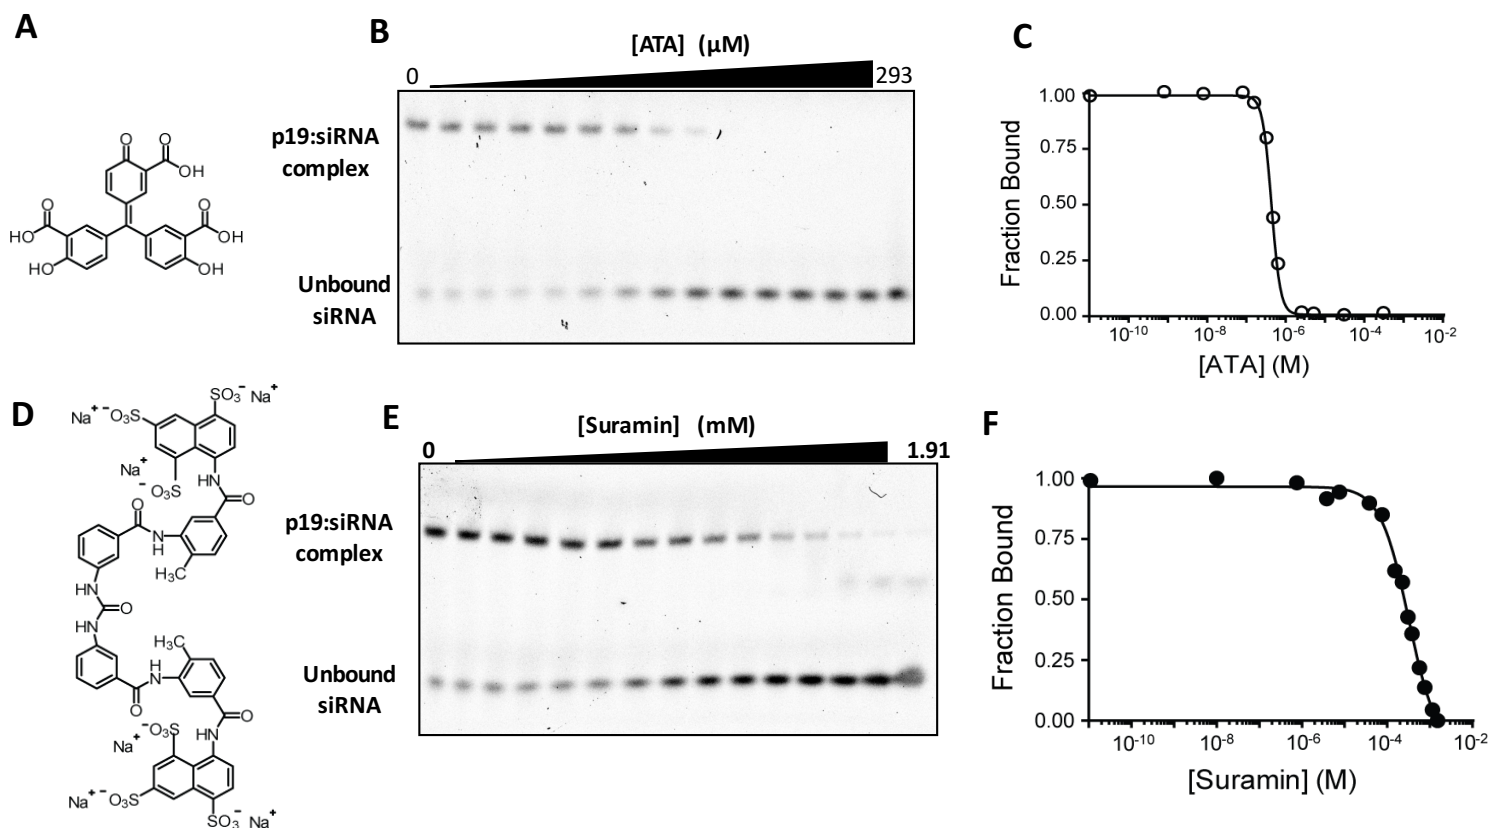 A
O
O
OH
O
HO
HO
O
OH
OH
B
[ATA] (µM)
0
293
p19:siRNA
complex
Unbound
siRNA
C
Fraction Bound
1.00
0.75
0.50
0.25
0.00
10-10
10-8
10-6
10-4
10-2
[ATA] (M)
D
SO3- Na+
Na+ -O3S
Na+
-O3S
HN
O
O
NH
H3C
HN
O
HN
H3C
NH
O
O
HN
-O3S
Na+
Na+ -O3S
SO3- Na+
E
[Suramin] (mM)
0
1.91
p19:siRNA
complex
Unbound
siRNA
F
Fraction Bound
1.00
0.75
0.50
0.25
0.00
10-10
10-8
10-6
10-4
10-2
[Suramin] (M)